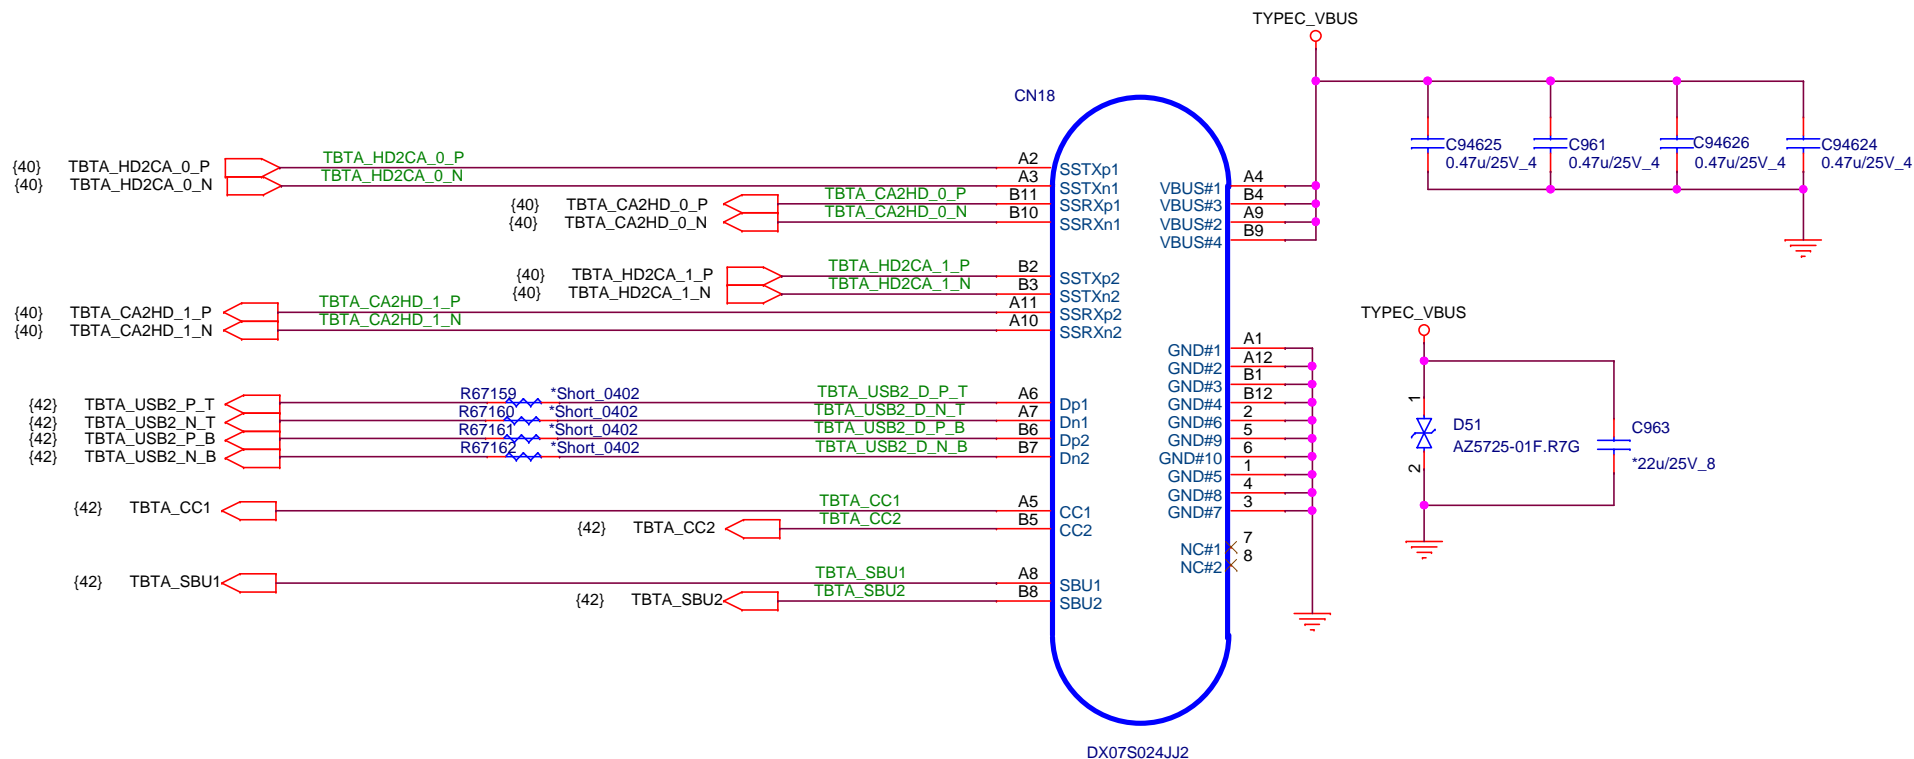 TYPEC_VBUS
CN18
C94625
0.47u/25V_4
C961
0.47u/25V_4
C94626
0.47u/25V_4
C94624
0.47u/25V_4
{40} TBTA_HD2CA_0_P TBTA_HD2CA_0_P A2 SSTXp1
{40} TBTA_HD2CA_0_N TBTA_HD2CA_0_N A3 SSTXn1
{40} TBTA_CA2HD_0_P TBTA_CA2HD_0_P B11 SSRXp1
{40} TBTA_CA2HD_0_N TBTA_CA2HD_0_N B10 SSRXn1
VBUS#1 A4
VBUS#3 B4
VBUS#2 A9
VBUS#4 B9
{40} TBTA_HD2CA_1_P TBTA_HD2CA_1_P B2 SSTXp2
{40} TBTA_HD2CA_1_N TBTA_HD2CA_1_N B3 SSTXn2
{40} TBTA_CA2HD_1_P TBTA_CA2HD_1_P A11 SSRXp2
{40} TBTA_CA2HD_1_N TBTA_CA2HD_1_N A10 SSRXn2
TYPEC_VBUS
GND#1 A1
GND#2 A12
GND#3 B1
GND#4 B12
GND#6 2
GND#9 5
GND#10 6
GND#5 1
GND#8 4
GND#7 3
{42} TBTA_USB2_P_T R67159 *Short_0402 TBTA_USB2_D_P_T A6 Dp1
{42} TBTA_USB2_N_T R67160 *Short_0402 TBTA_USB2_D_N_T A7 Dn1
{42} TBTA_USB2_P_B R67161 *Short_0402 TBTA_USB2_D_P_B B6 Dp2
{42} TBTA_USB2_N_B R67162 *Short_0402 TBTA_USB2_D_N_B B7 Dn2
1
2
D51
AZ5725-01F.R7G
C963
*22u/25V_8
{42} TBTA_CC1 TBTA_CC1 A5 CC1
{42} TBTA_CC2 TBTA_CC2 B5 CC2
NC#1 7
NC#2 8
{42} TBTA_SBU1 TBTA_SBU1 A8 SBU1
{42} TBTA_SBU2 TBTA_SBU2 B8 SBU2
DX07S024JJ2